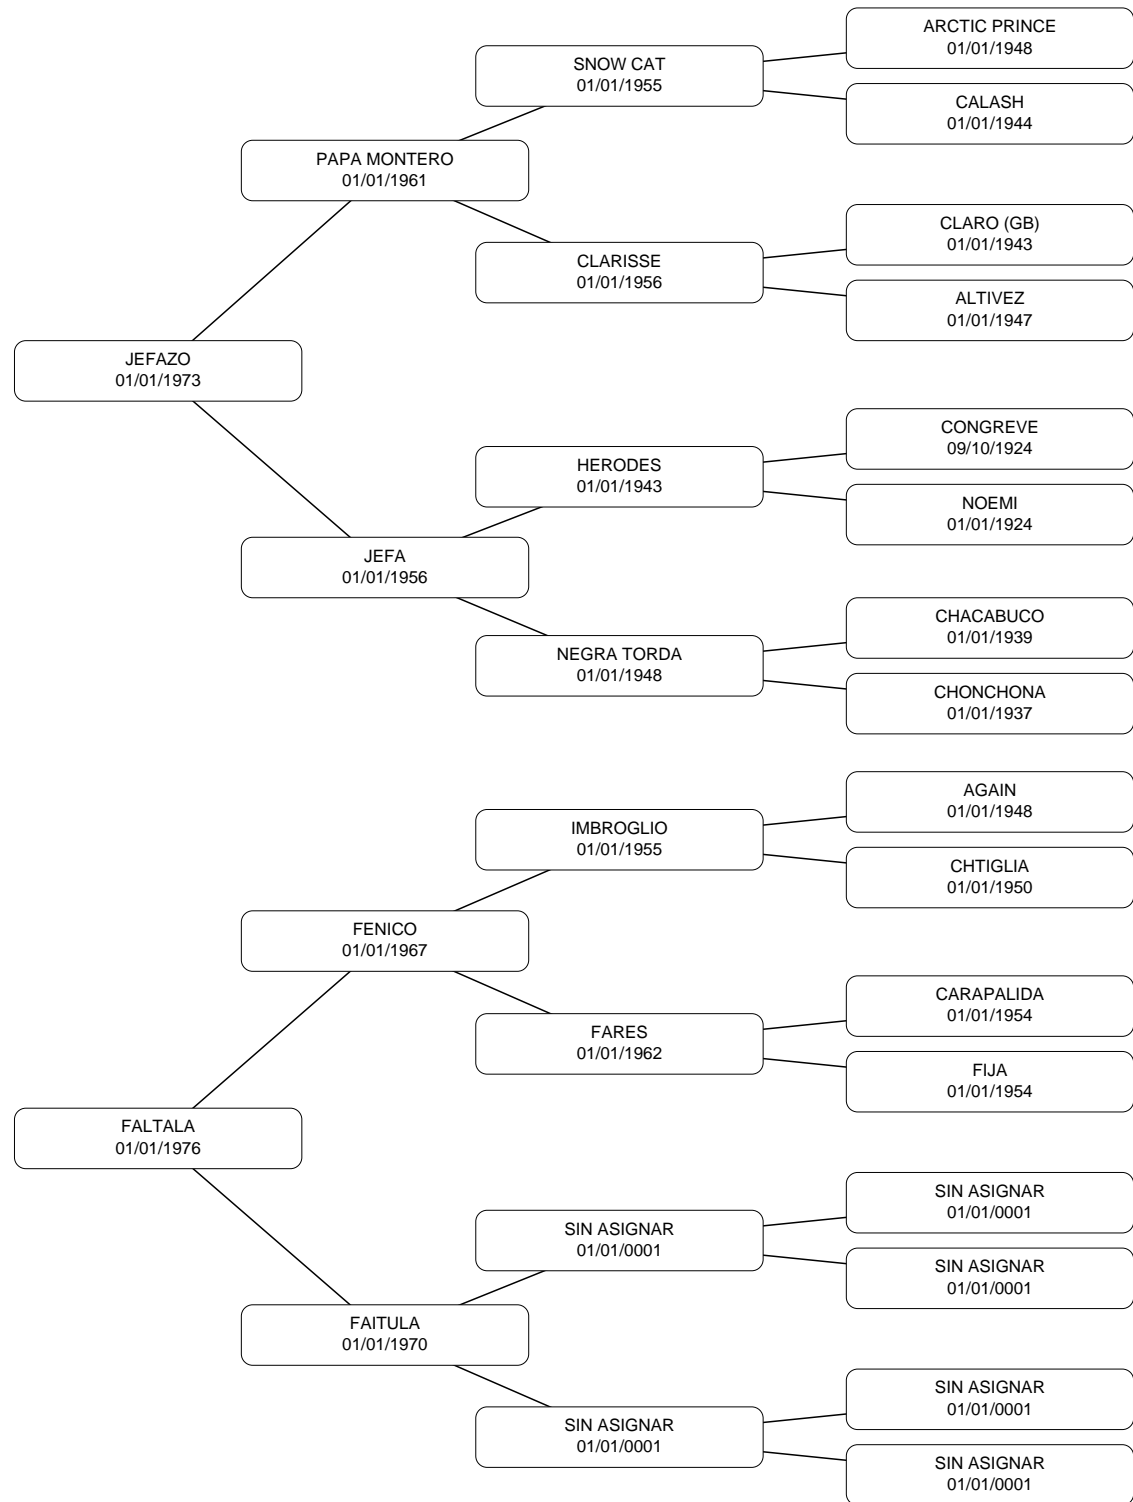 ARCTIC PRINCE
01/01/1948
SNOW CAT
01/01/1955
CALASH
01/01/1944
PAPA MONTERO
01/01/1961
CLARO (GB)
01/01/1943
CLARISSE
01/01/1956
ALTIVEZ
01/01/1947
JEFAZO
01/01/1973
CONGREVE
09/10/1924
HERODES
01/01/1943
NOEMI
01/01/1924
JEFA
01/01/1956
CHACABUCO
01/01/1939
NEGRA TORDA
01/01/1948
CHONCHONA
01/01/1937
AGAIN
01/01/1948
IMBROGLIO
01/01/1955
CHTIGLIA
01/01/1950
FENICO
01/01/1967
CARAPALIDA
01/01/1954
FARES
01/01/1962
FIJA
01/01/1954
FALTALA
01/01/1976
SIN ASIGNAR
01/01/0001
SIN ASIGNAR
01/01/0001
SIN ASIGNAR
01/01/0001
FAITULA
01/01/1970
SIN ASIGNAR
01/01/0001
SIN ASIGNAR
01/01/0001
SIN ASIGNAR
01/01/0001